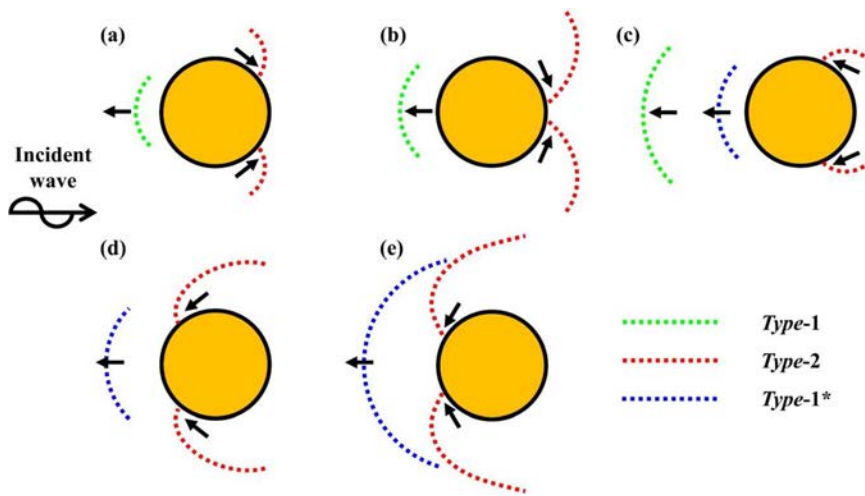 (a)
(b)
(c)
Incident
wave
(d)
(e)
Type-1
Type-2
Type-1*